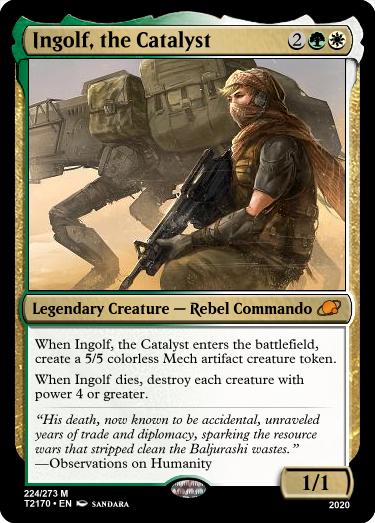 Ingolf, the Catalyst 2
Legendary Creature — Rebel Commando
When Ingolf, the Catalyst enters the battlefield,
create a 5/5 colorless Mech artifact creature token.
When Ingolf dies, destroy each creature with
power 4 or greater.
“His death, now known to be accidental, unraveled
years of trade and diplomacy, sparking the resource
wars that stripped clean the Baljurashi wastes.”
—Observations on Humanity
1/1
224/273 M
T2170 • EN SANDARA
2020